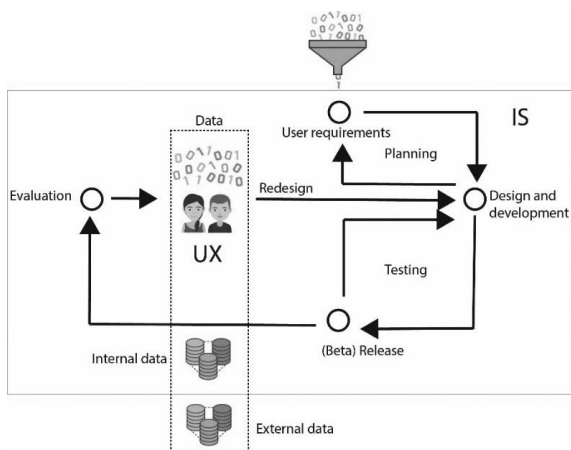 IS
Data
User requirements
Planning
Evaluation
Redesign
Design and
development
UX
Testing
Internal data
(Beta) Release
External data